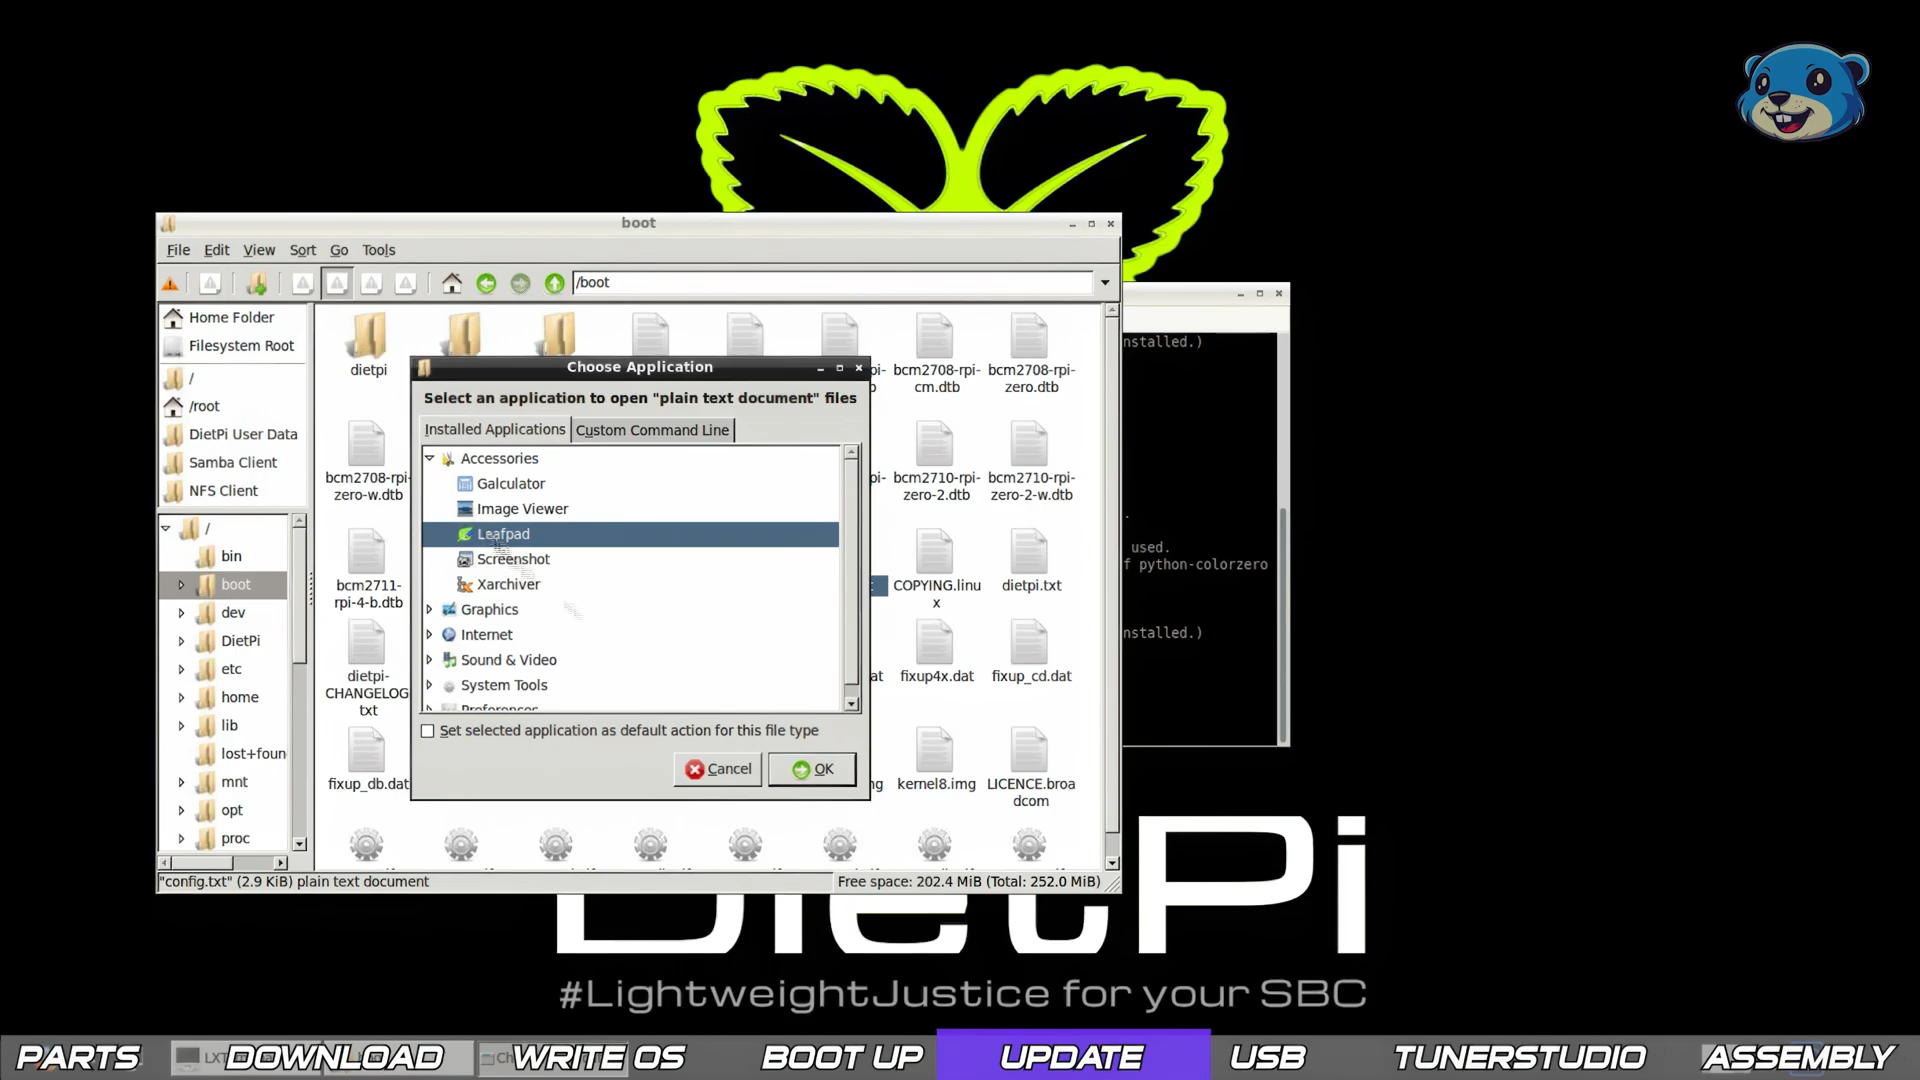 boot
File Edit View Sort Go Tools
/boot
Home Folder
Filesystem Root
/
/root
DietPi User Data
Samba Client
NFS Client
/
bin
boot
dev
DietPi
etc
home
lib
lost+foun
mnt
opt
proc
dietpi
bcm2708-rpi-
cm.dtb
bcm2708-rpi-
zero.dtb
bcm2708-rpi-
zero-w.dtb
bcm2710-rpi-
zero-2.dtb
bcm2710-rpi-
zero-2-w.dtb
bcm2711-
rpi-4-b.dtb
COPYING.linu
x
dietpi.txt
dietpi-
CHANGELOG
txt
fixup4x.dat
fixup_cd.dat
fixup_db.dat
kernel8.img
LICENCE.broa
dcom
Choose Application
Select an application to open "plain text document" files
Installed Applications
Custom Command Line
Accessories
Galculator
Image Viewer
Leafpad
Screenshot
Xarchiver
Graphics
Internet
Sound & Video
System Tools
Preferences
Set selected application as default action for this file type
Cancel
OK
"config.txt" (2.9 KiB) plain text document
Free space: 202.4 MiB (Total: 252.0 MiB)
nstalled.)
used.
f python-colorzero
nstalled.)
DietPi
#LightweightJustice for your SBC
PARTS DOWNLOAD WRITE OS BOOT UP UPDATE USB TUNERSTUDIO ASSEMBLY